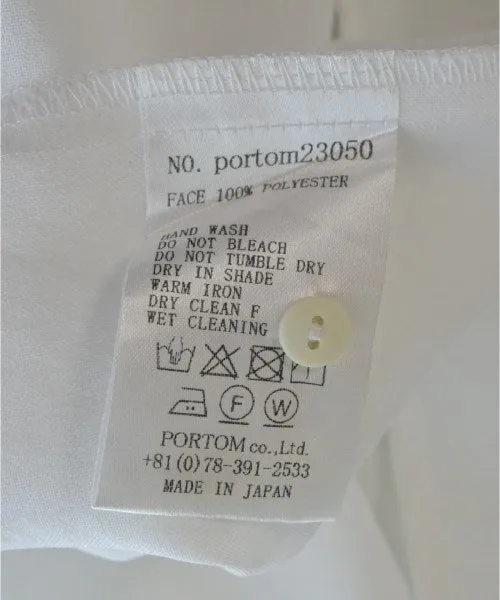 NO. portom23050
FACE 100% POLYESTER
HAND WASH
DO NOT BLEACH
DO NOT TUMBLE DRY
DRY IN SHADE
WARM IRON
DRY CLEAN F
WET CLEANING
F W
PORTOM co.,Ltd.
+81(0)78-391-2533
MADE IN JAPAN